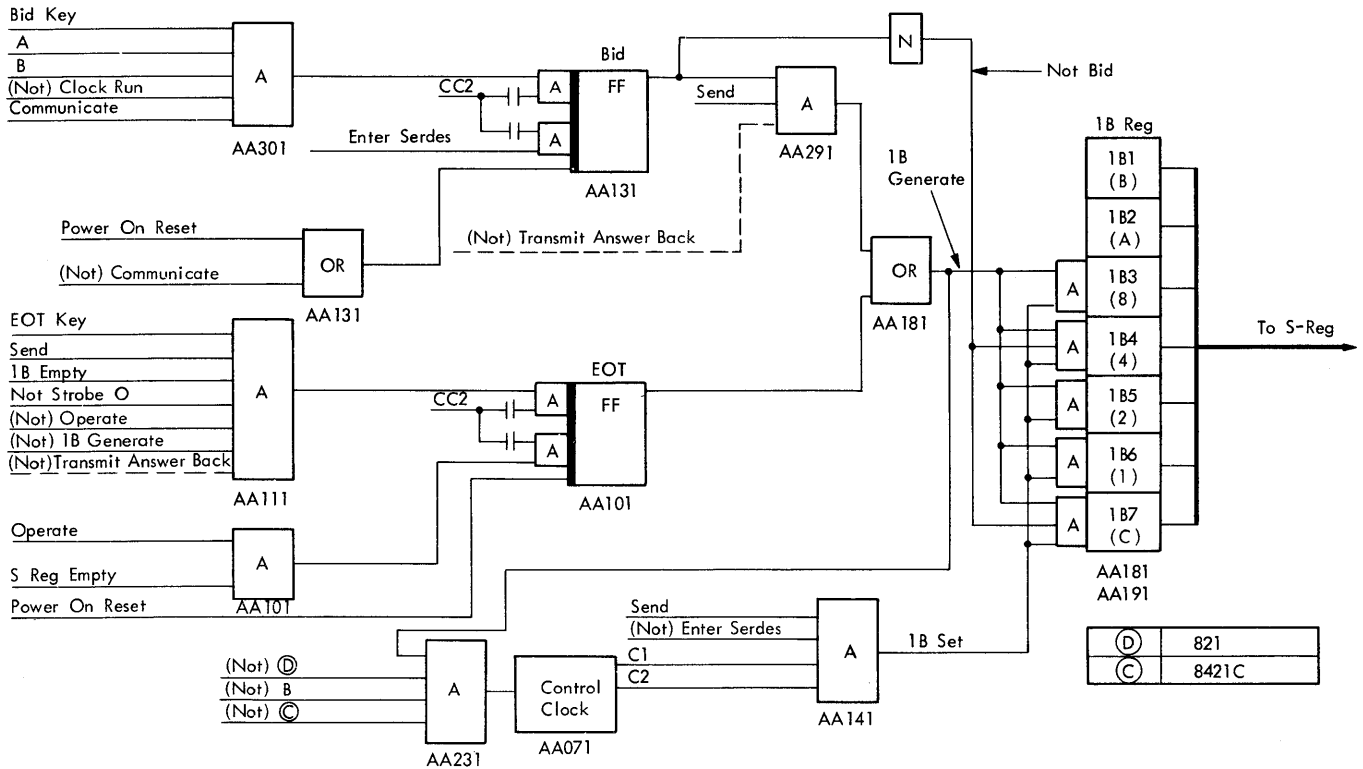 Bid Key
A
B
(Not) Clock Run
Communicate
A
AA301
CC2
Enter Serdes
A
A
Bid
FF
AA131
N
Not Bid
Send
A
AA291
(Not) Transmit Answer Back
Power On Reset
(Not) Communicate
OR
AA131
1B
Generate
OR
AA181
EOT Key
Send
1B Empty
Not Strobe O
(Not) Operate
(Not) 1B Generate
(Not)Transmit Answer Back
A
AA111
CC2
A
A
EOT
FF
AA101
Operate
S Reg Empty
A
AA101
Power On Reset
(Not) D
(Not) B
(Not) C
A
AA231
Control
Clock
AA071
Send
(Not) Enter Serdes
C1
C2
A
AA141
1B Set
1B Reg
1B1
(B)
1B2
(A)
A
1B3
(8)
A
1B4
(4)
A
1B5
(2)
A
1B6
(1)
A
1B7
(C)
AA181
AA191
To S-Reg
D 821
C 8421C